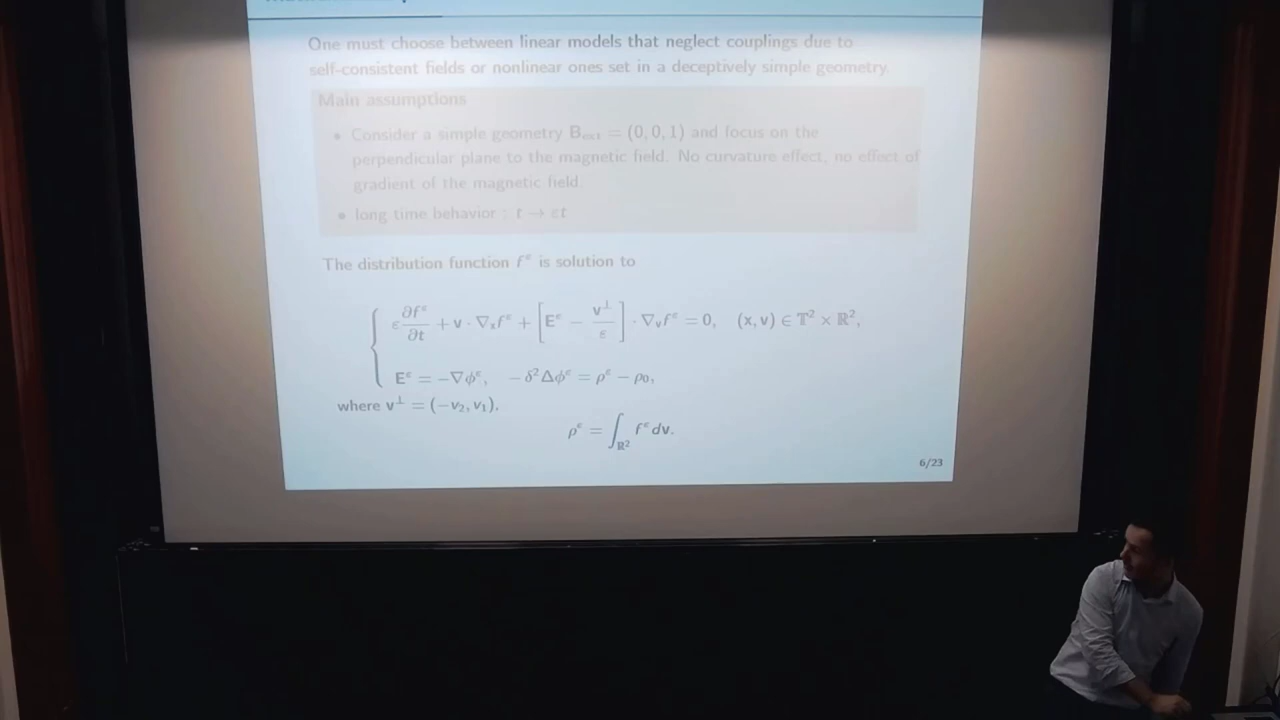 One must choose between linear models that neglect couplings due to
self-consistent fields or nonlinear ones set in a deceptively simple geometry.
Main assumptions
• Consider a simple geometry B_ext = (0, 0, 1) and focus on the
perpendicular plane to the magnetic field. No curvature effect, no effect of
gradient of the magnetic field.
• long time behavior : t → εt
The distribution function f^ε is solution to
ε ∂f^ε/∂t + v · ∇_x f^ε + [E^ε − v^⊥/ε] · ∇_v f^ε = 0, (x, v) ∈ 𝕋² × ℝ²,
E^ε = −∇ϕ^ε, −δ²Δϕ^ε = ρ^ε − ρ₀,
where v^⊥ = (−v₂, v₁),
ρ^ε = ∫_ℝ² f^ε dv.
6/23